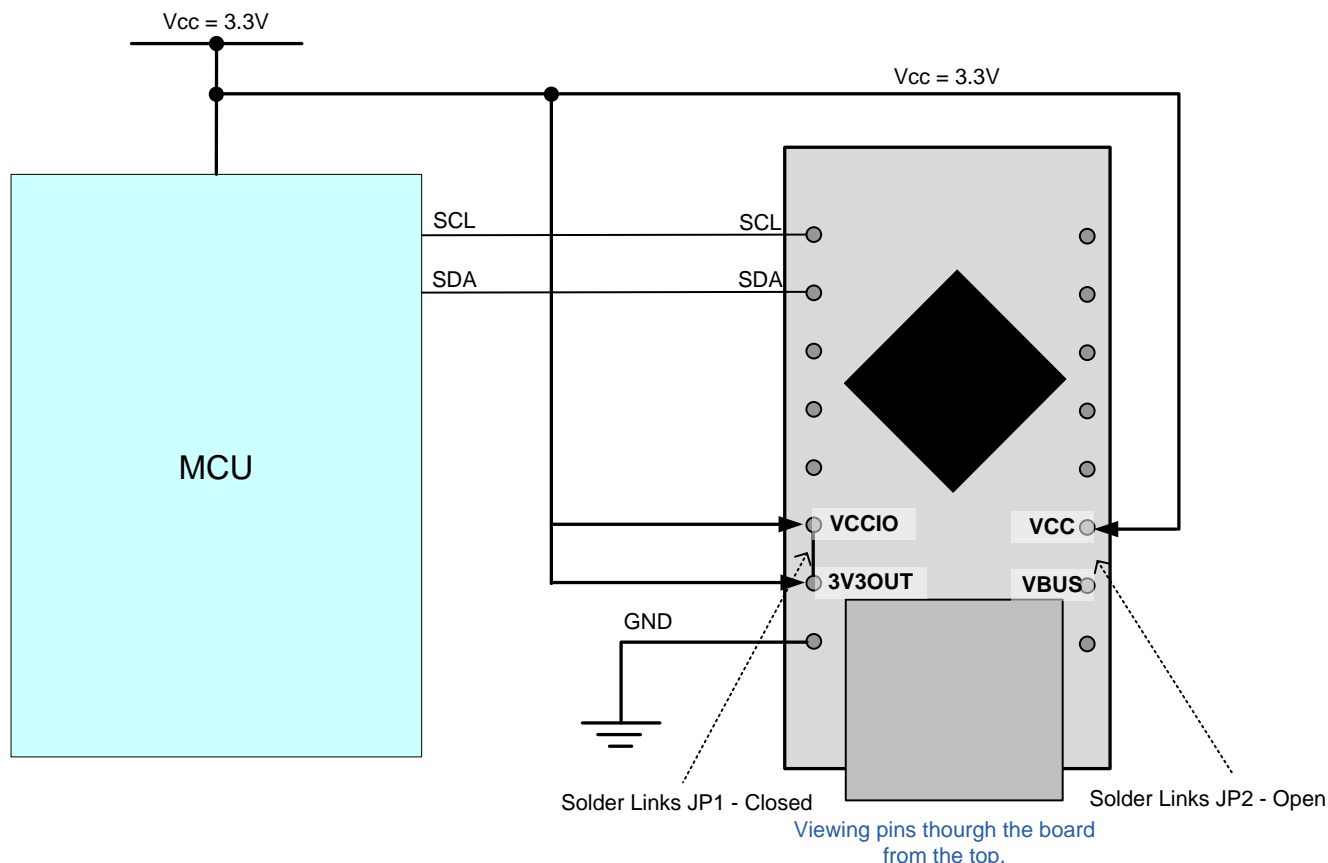 Vcc = 3.3V
Vcc = 3.3V
SCL
SCL
SDA
SDA
MCU
VCCIO
VCC
3V3OUT
VBUS
GND
Solder Links JP1 - Closed
Solder Links JP2 - Open
Viewing pins thourgh the board
from the top.